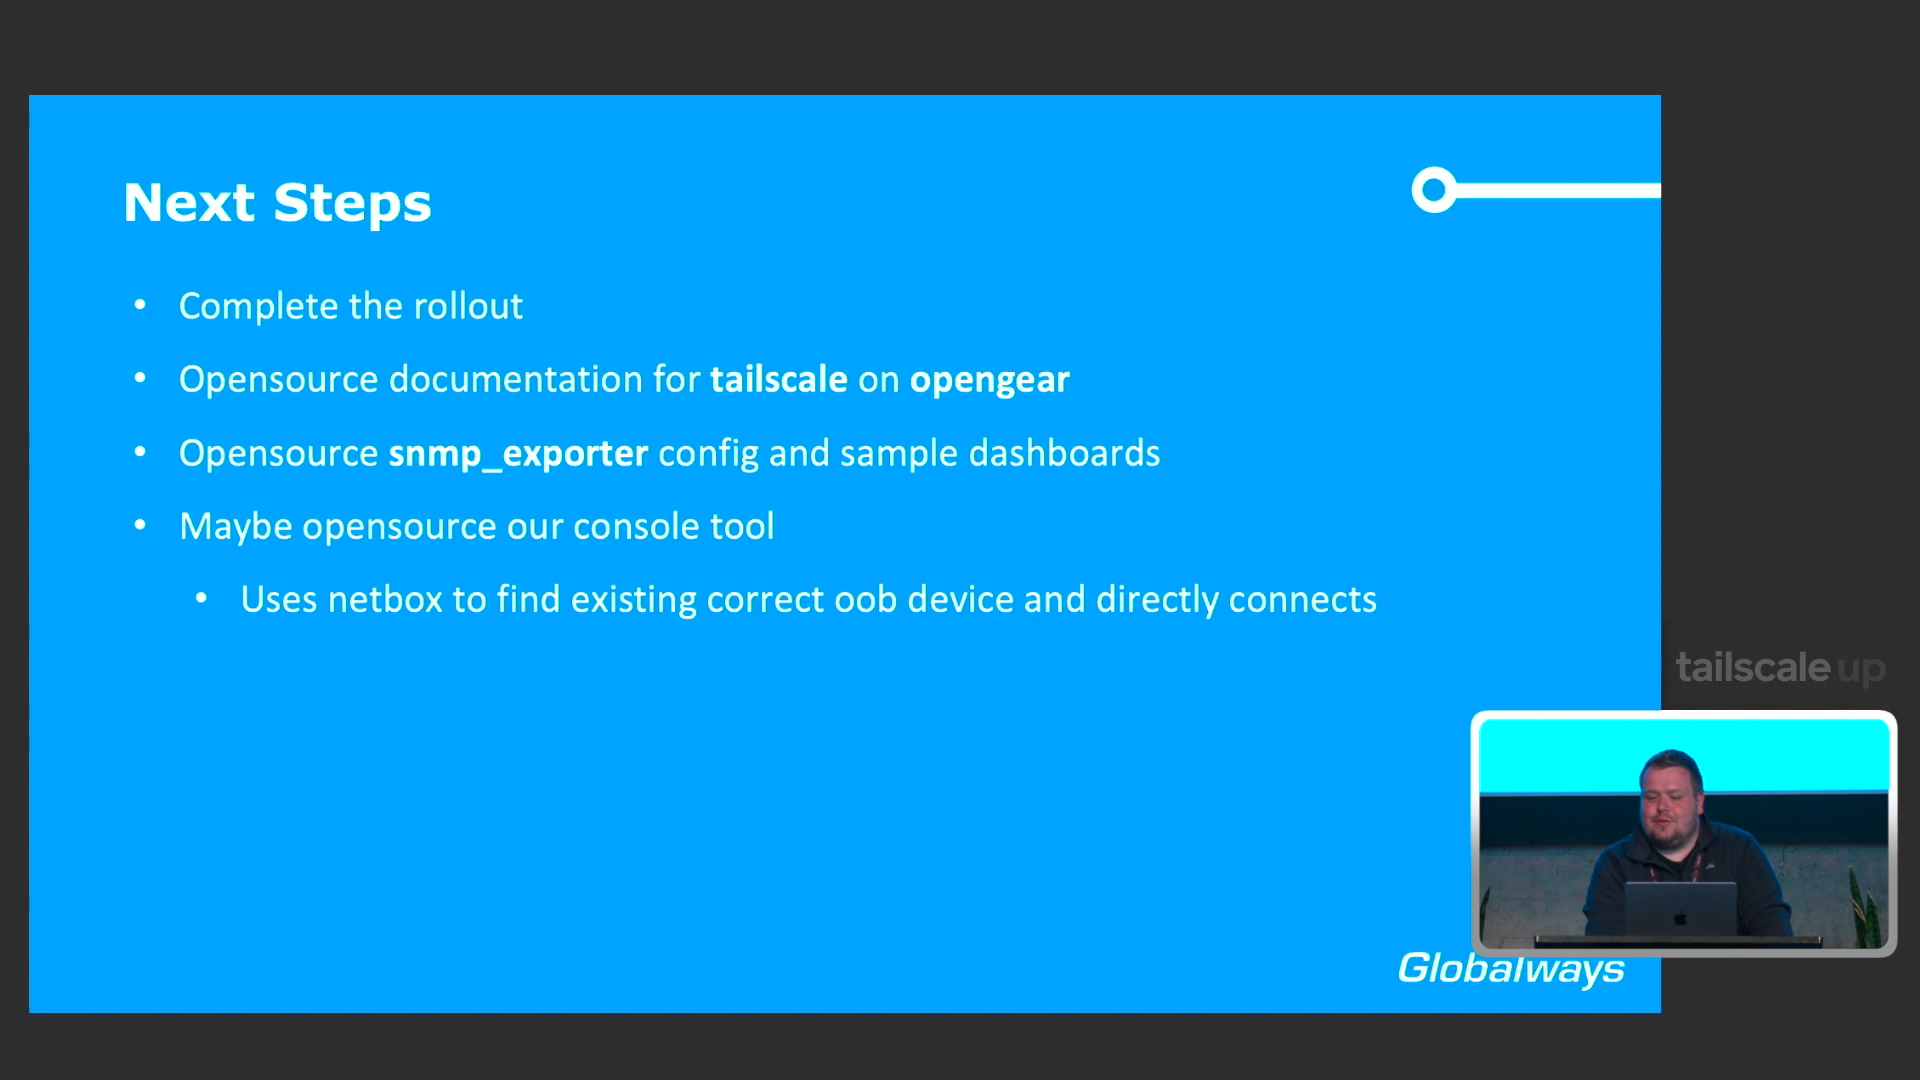 Next Steps
• Complete the rollout
• Opensource documentation for tailscale on opengear
• Opensource snmp_exporter config and sample dashboards
• Maybe opensource our console tool
• Uses netbox to find existing correct oob device and directly connects
tailscale up
Globalways